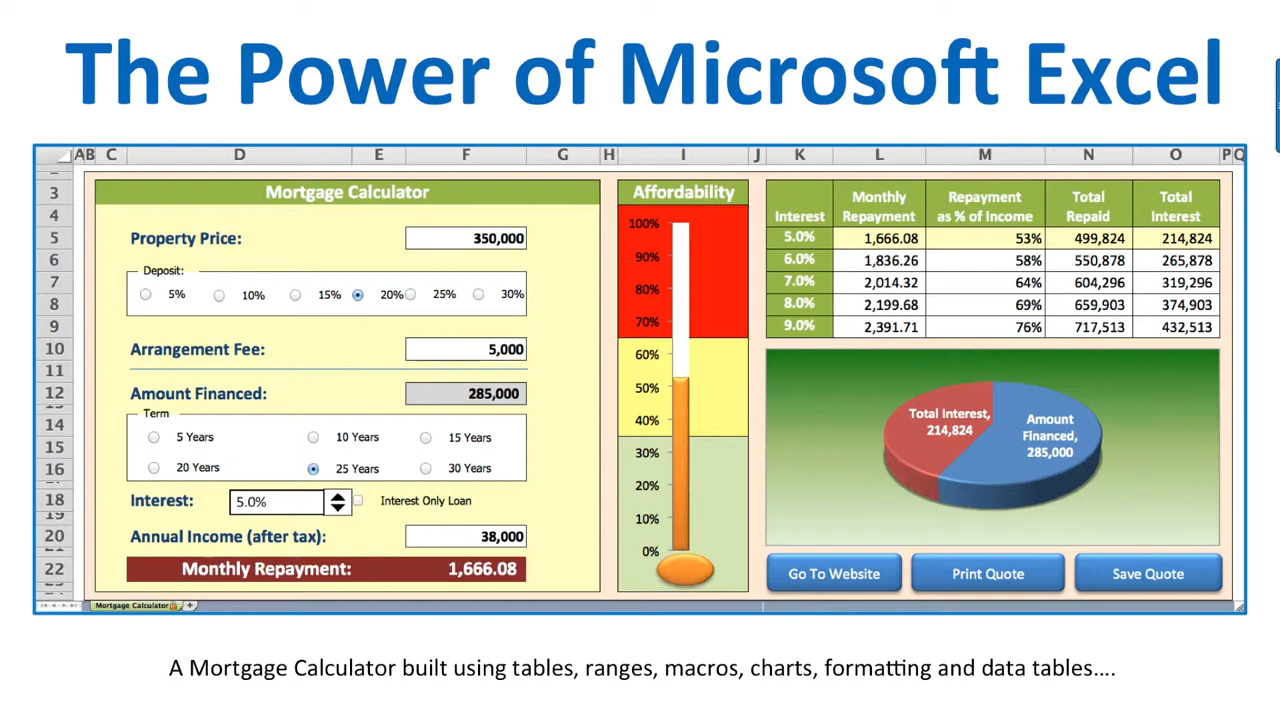 The Power of Microsoft Excel
A B C D E F G H I J K L M N O P Q
3 Mortgage Calculator
4
5 Property Price: 350,000
6 Deposit:
7 5% 10% 15% 20% 25% 30%
8
9
10 Arrangement Fee: 5,000
11
12 Amount Financed: 285,000
Term
14 5 Years 10 Years 15 Years
15
16 20 Years 25 Years 30 Years
18 Interest: 5.0% Interest Only Loan
19
20 Annual Income (after tax): 38,000
22 Monthly Repayment: 1,666.08
Mortgage Calculator
Affordability
100%
90%
80%
70%
60%
50%
40%
30%
20%
10%
0%
Interest Monthly Repayment Repayment as % of Income Total Repaid Total Interest
5.0% 1,666.08 53% 499,824 214,824
6.0% 1,836.26 58% 550,878 265,878
7.0% 2,014.32 64% 604,296 319,296
8.0% 2,199.68 69% 659,903 374,903
9.0% 2,391.71 76% 717,513 432,513
Total Interest,
214,824
Amount
Financed,
285,000
Go To Website Print Quote Save Quote
A Mortgage Calculator built using tables, ranges, macros, charts, formatting and data tables....